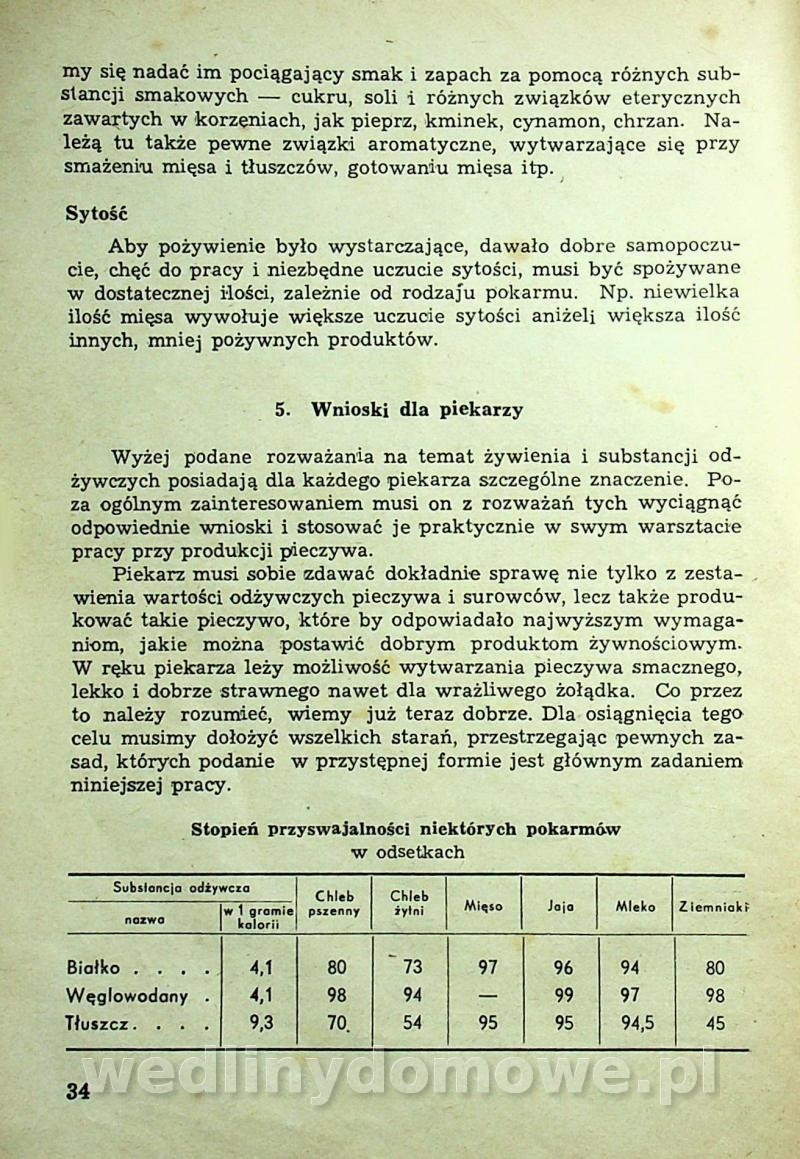 my się nadać im pociągający smak i zapach za pomocą różnych sub-
stancji smakowych — cukru, soli i różnych związków eterycznych
zawartych w korzeniach, jak pieprz, kminek, cynamon, chrzan. Na-
leżą tu także pewne związki aromatyczne, wytwarzające się przy
smażeniu mięsa i tłuszczów, gotowaniu mięsa itp.
Sytość
Aby pożywienie było wystarczające, dawało dobre samopoczu-
cie, chęć do pracy i niezbędne uczucie sytości, musi być spożywane
w dostatecznej ilości, zależnie od rodzaju pokarmu. Np. niewielka
ilość mięsa wywołuje większe uczucie sytości aniżeli większa ilość
innych, mniej pożywnych produktów.
5. Wnioski dla piekarzy
Wyżej podane rozważania na temat żywienia i substancji od-
żywczych posiadają dla każdego piekarza szczególne znaczenie. Po-
za ogólnym zainteresowaniem musi on z rozważań tych wyciągnąć
odpowiednie wnioski i stosować je praktycznie w swym warsztacie
pracy przy produkcji pieczywa.
Piekarz musi sobie zdawać dokładnie sprawę nie tylko z zesta-
wienia wartości odżywczych pieczywa i surowców, lecz także produ-
kować takie pieczywo, które by odpowiadało najwyższym wymaga-
niom, jakie można postawić dobrym produktom żywnościowym.
W ręku piekarza leży możliwość wytwarzania pieczywa smacznego,
lekko i dobrze strawnego nawet dla wrażliwego żołądka. Co przez
to należy rozumieć, wiemy już teraz dobrze. Dla osiągnięcia tego
celu musimy dołożyć wszelkich starań, przestrzegając pewnych za-
sad, których podanie w przystępnej formie jest głównym zadaniem
niniejszej pracy.
Stopień przyswajalności niektórych pokarmów
w odsetkach
Substancja odżywcza Chleb pszenny Chleb żytni Mięso Jaja Mleko Ziemniaki
nazwa w 1 gramie kalorii
Białko . . . . 4,1 80 73 97 96 94 80
Węglowodany . 4,1 98 94 — 99 97 98
Tłuszcz . . . . 9,3 70. 54 95 95 94,5 45
wedlinydomowe.pl
34